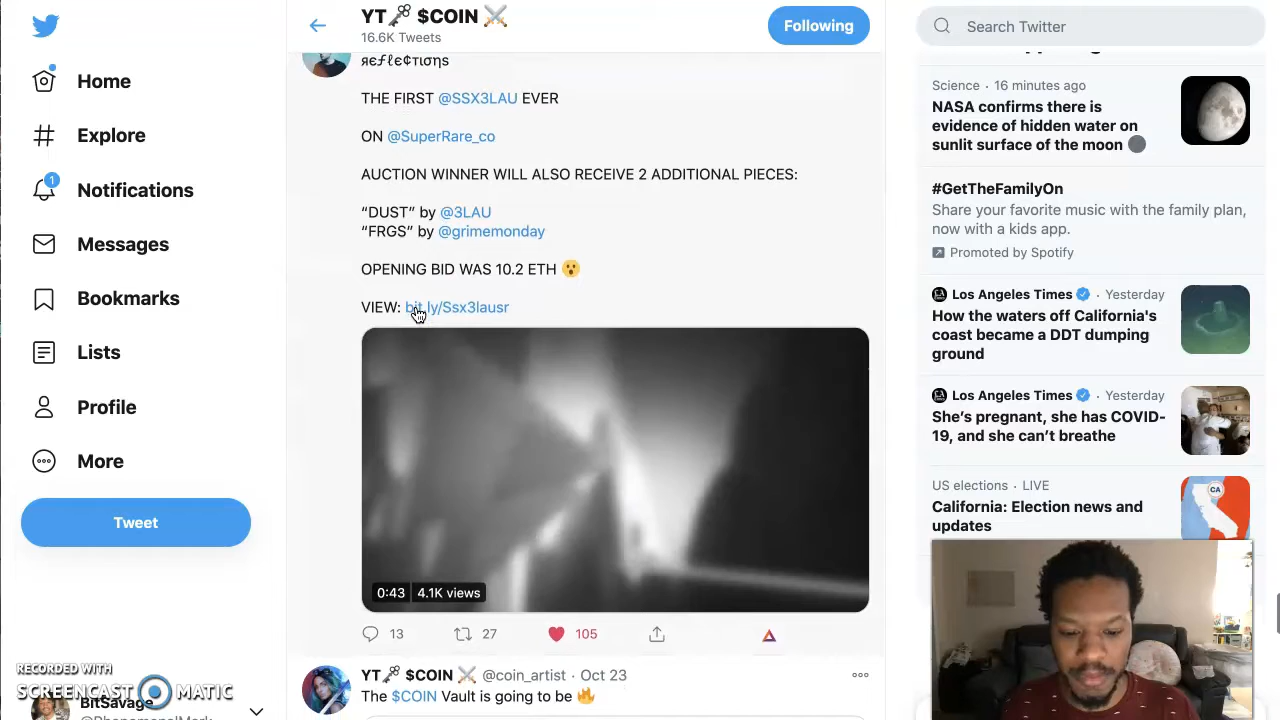 YT🗝 $COIN ⚔️
16.6K Tweets
Following
Search Twitter
Home
Explore
1
Notifications
Messages
Bookmarks
Lists
Profile
More
Tweet
RECORDED WITH
SCREENCAST MATIC
BitSavage
яєƒℓє¢тισηs
THE FIRST @SSX3LAU EVER
ON @SuperRare_co
AUCTION WINNER WILL ALSO RECEIVE 2 ADDITIONAL PIECES:
“DUST” by @3LAU
“FRGS” by @grimemonday
OPENING BID WAS 10.2 ETH 😮
VIEW: bit.ly/Ssx3lausr
0:43 4.1K views
13 27 105
YT🗝 $COIN ⚔️ @coin_artist · Oct 23
The $COIN Vault is going to be 🔥
Science · 16 minutes ago
NASA confirms there is
evidence of hidden water on
sunlit surface of the moon 🌑
#GetTheFamilyOn
Share your favorite music with the family plan,
now with a kids app.
Promoted by Spotify
Los Angeles Times · Yesterday
How the waters off California's
coast became a DDT dumping
ground
Los Angeles Times · Yesterday
She’s pregnant, she has COVID-
19, and she can’t breathe
US elections · LIVE
California: Election news and
updates
CA